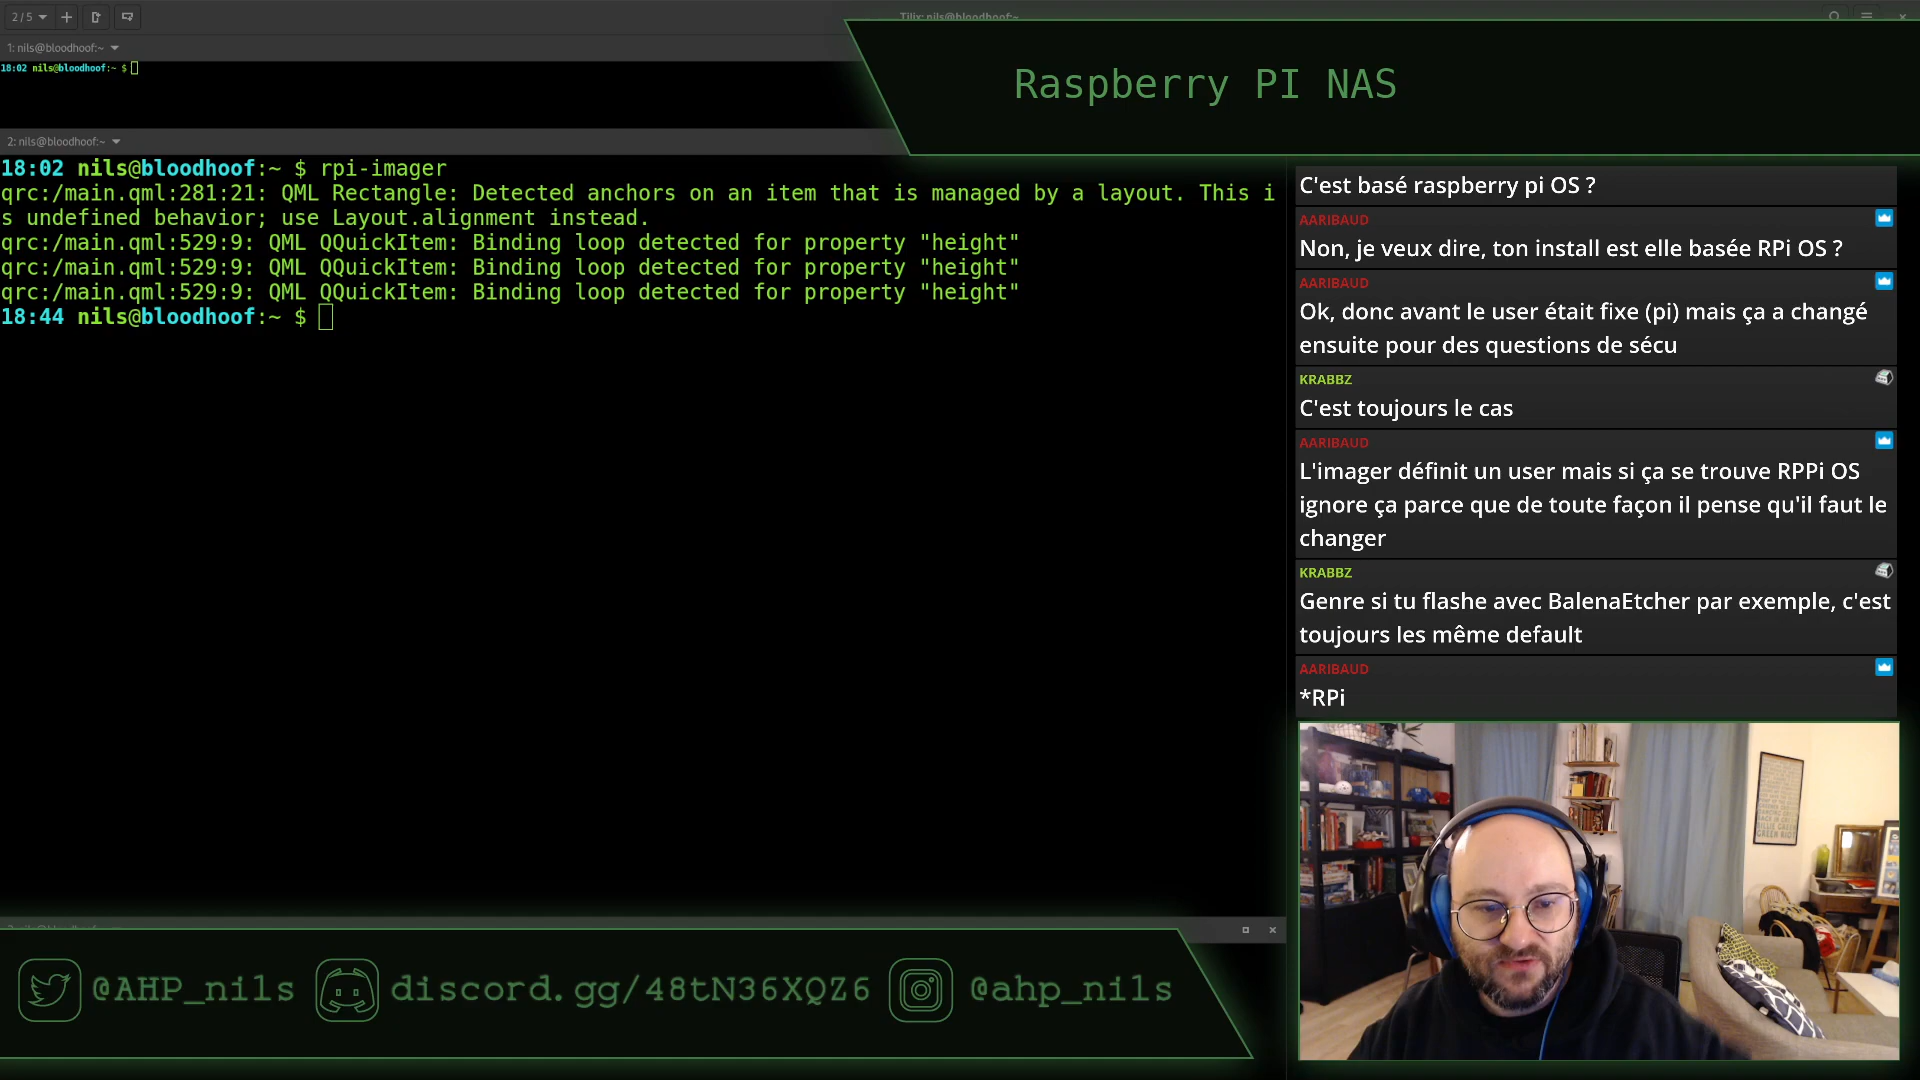 2 / 5
Tilix: nils@bloodhoof:~
1: nils@bloodhoof:~
18:02 nils@bloodhoof:~ $
Raspberry PI NAS
2: nils@bloodhoof:~
18:02 nils@bloodhoof:~ $ rpi-imager
qrc:/main.qml:281:21: QML Rectangle: Detected anchors on an item that is managed by a layout. This i
s undefined behavior; use Layout.alignment instead.
qrc:/main.qml:529:9: QML QQuickItem: Binding loop detected for property "height"
qrc:/main.qml:529:9: QML QQuickItem: Binding loop detected for property "height"
qrc:/main.qml:529:9: QML QQuickItem: Binding loop detected for property "height"
18:44 nils@bloodhoof:~ $
C'est basé raspberry pi OS ?
AARIBAUD
Non, je veux dire, ton install est elle basée RPi OS ?
AARIBAUD
Ok, donc avant le user était fixe (pi) mais ça a changé
ensuite pour des questions de sécu
KRABBZ
C'est toujours le cas
AARIBAUD
L'imager définit un user mais si ça se trouve RPPi OS
ignore ça parce que de toute façon il pense qu'il faut le
changer
KRABBZ
Genre si tu flashe avec BalenaEtcher par exemple, c'est
toujours les même default
AARIBAUD
*RPi
@AHP_nils
discord.gg/48tN36XQZ6
@ahp_nils